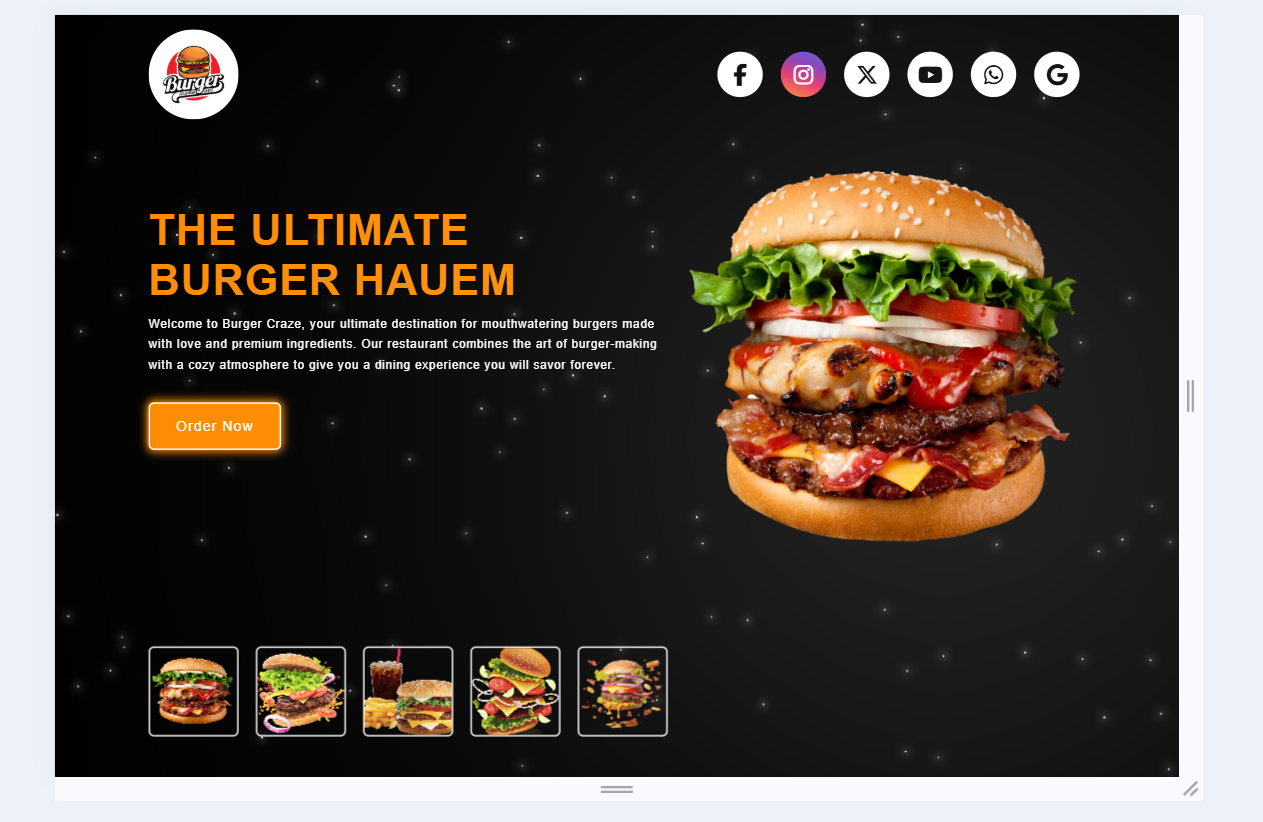 Burger
THE ULTIMATE
BURGER HAUEM
Welcome to Burger Craze, your ultimate destination for mouthwatering burgers made
with love and premium ingredients. Our restaurant combines the art of burger-making
with a cozy atmosphere to give you a dining experience you will savor forever.
Order Now